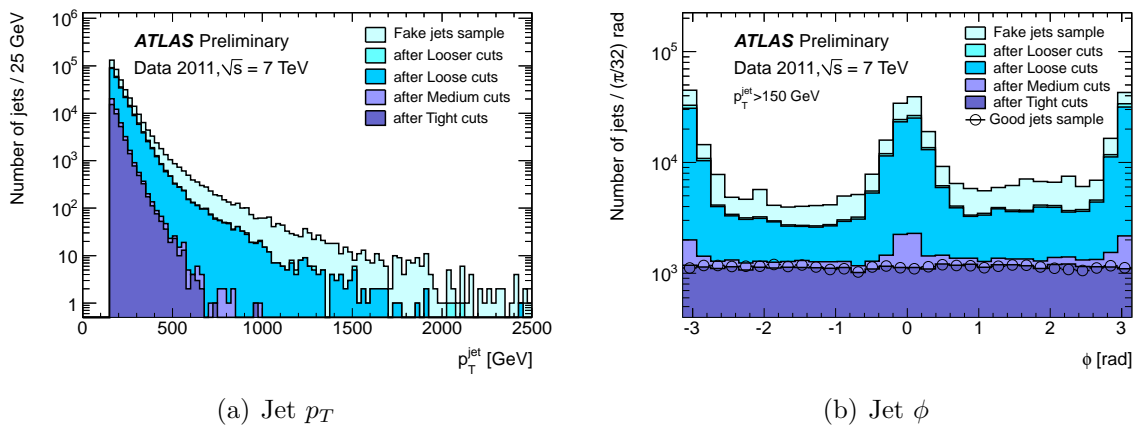 Number of jets / 25 GeV
10^6
10^5
10^4
10^3
10^2
10
1
ATLAS Preliminary
Data 2011,√s = 7 TeV
Fake jets sample
after Looser cuts
after Loose cuts
after Medium cuts
after Tight cuts
0 500 1000 1500 2000 2500
p_T^jet [GeV]
(a) Jet p_T
Number of jets / (π/32) rad
10^5
10^4
10^3
ATLAS Preliminary
Data 2011,√s = 7 TeV
p_T^jet>150 GeV
Fake jets sample
after Looser cuts
after Loose cuts
after Medium cuts
after Tight cuts
Good jets sample
-3 -2 -1 0 1 2 3
ϕ [rad]
(b) Jet ϕ